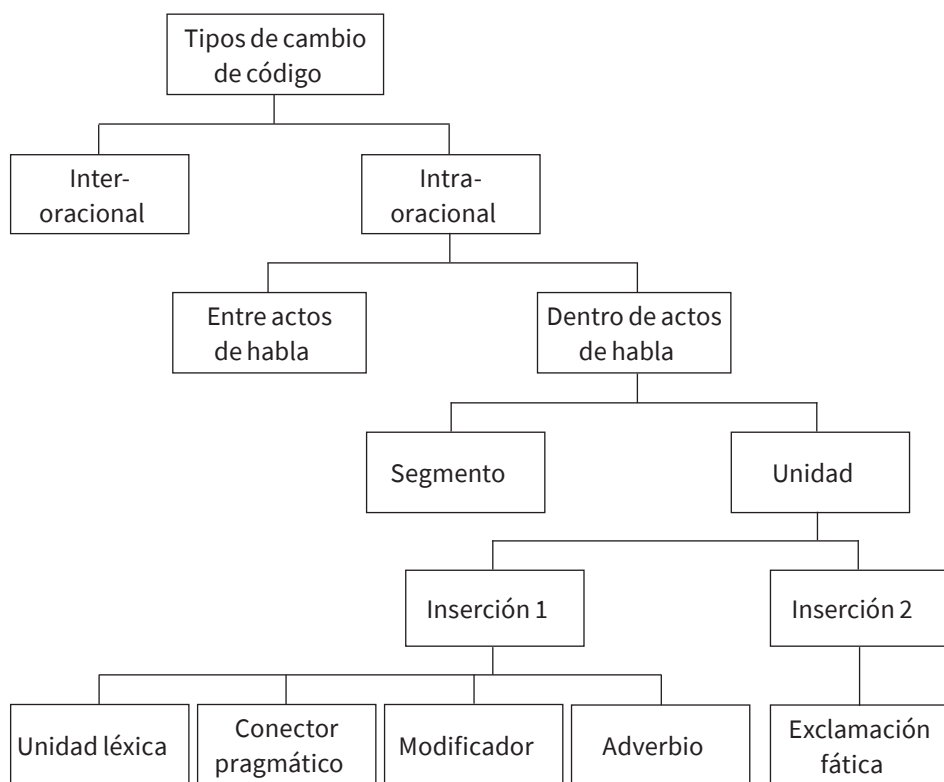 Tipos de cambio
de código
Inter-
oracional
Intra-
oracional
Entre actos
de habla
Dentro de actos
de habla
Segmento
Unidad
Inserción 1
Inserción 2
Unidad léxica
Conector
pragmático
Modificador
Adverbio
Exclamación
fática